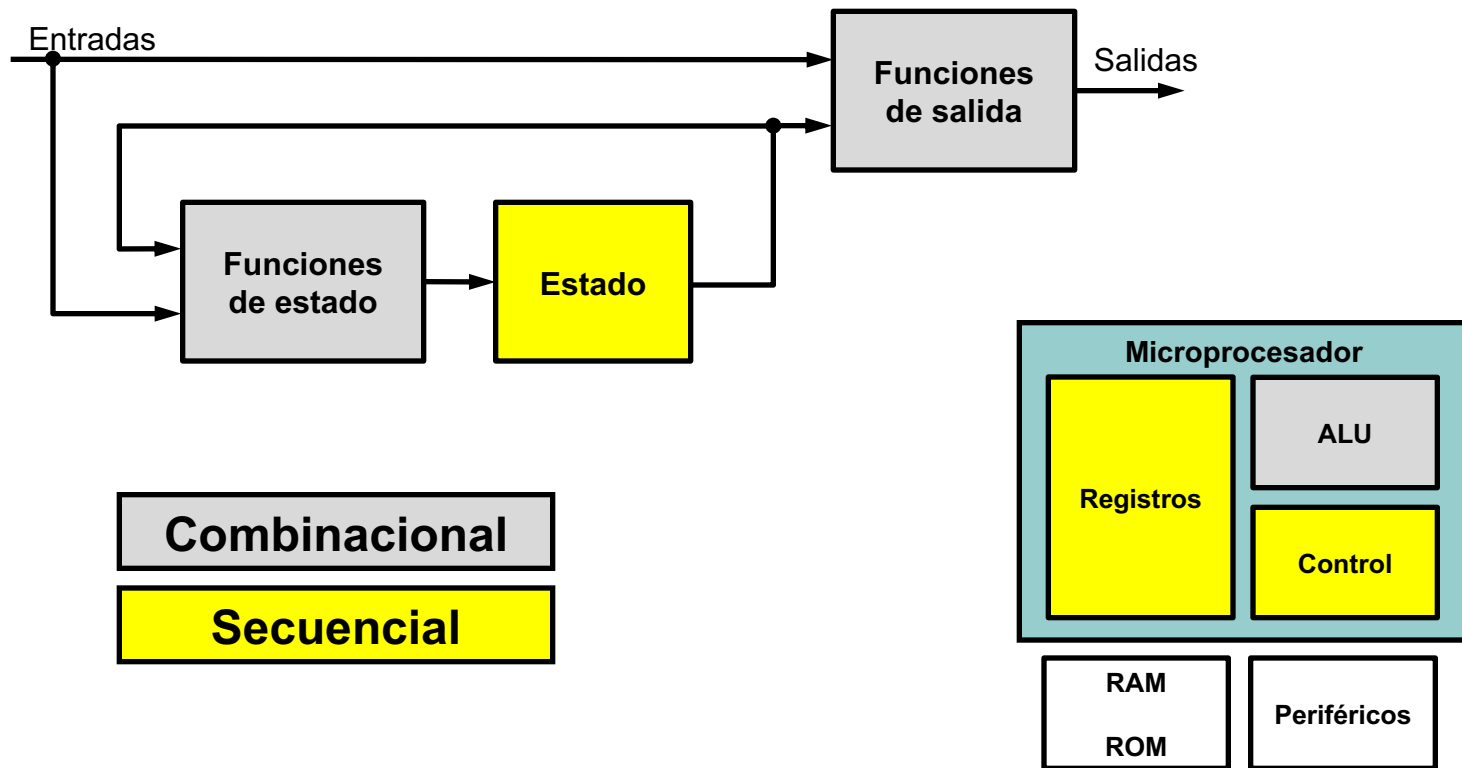 Entradas
Funciones
de salida
Salidas
Funciones
de estado
Estado
Microprocesador
Registros
ALU
Control
Combinacional
Secuencial
RAM
ROM
Periféricos